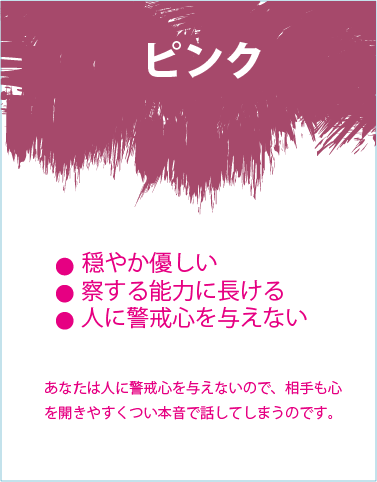 ピンク
● 穏やか優しい
● 察する能力に長ける
● 人に警戒心を与えない
あなたは人に警戒心を与えないので、相手も心
を開きやすくつい本音で話してしまうのです。